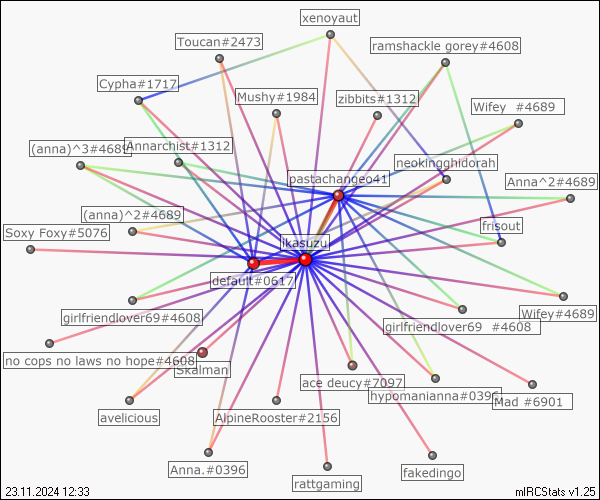 xenoyaut
Toucan#2473
ramshackle gorey#4608
Cypha#1717
Mushy#1984
zibbits#1312
Wifey #4689
(anna)^3#4689
Annarchist#1312
neokingghidorah
pastachangeo41
Anna^2#4689
(anna)^2#4689
frisout
Soxy Foxy#5076
ikasuzu
default#0617
girlfriendlover69#4608
Wifey#4689
girlfriendlover69 #4608
no cops no laws no hope#4608
Skalman
ace deucy#7097
hypomanianna#0396
Mad #6901
avelicious
AlpineRooster#2156
Anna.#0396
fakedingo
rattgaming
23.11.2024 12:33
mIRCStats v1.25